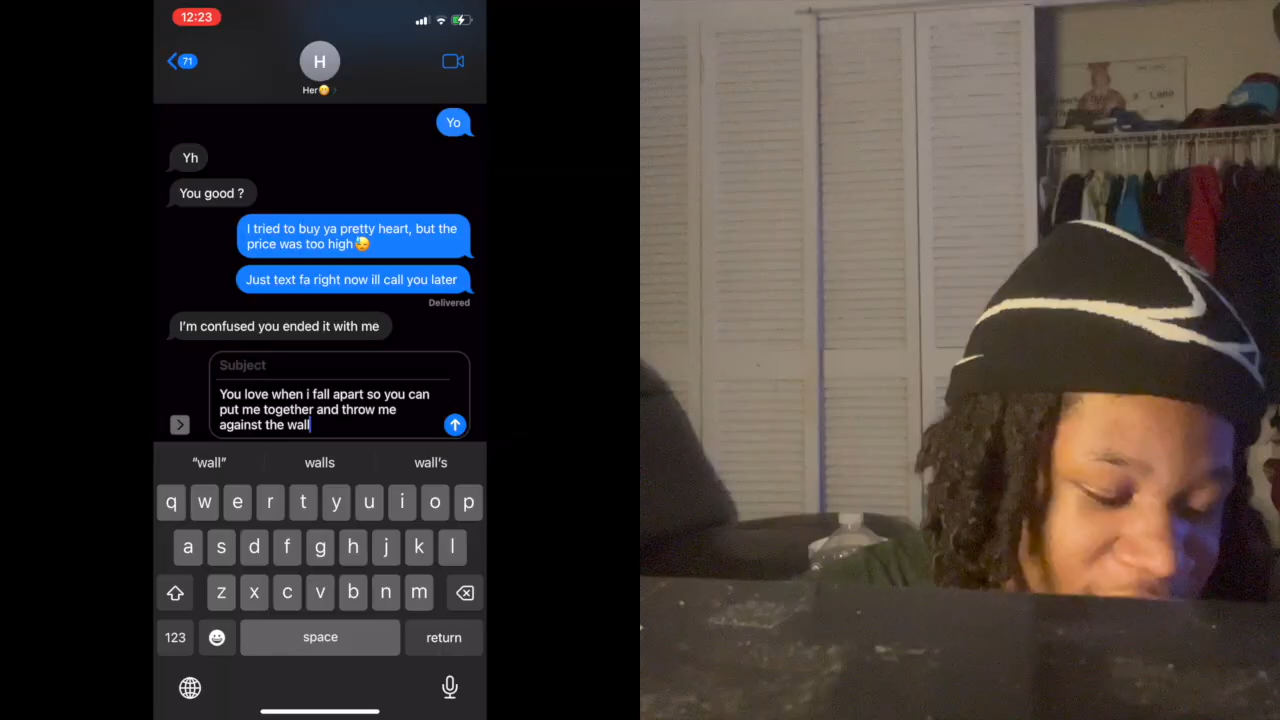 12:23
71
H
Her🤭
Yo
Yh
You good ?
I tried to buy ya pretty heart, but the
price was too high😓
Just text fa right now ill call you later
Delivered
I'm confused you ended it with me
Subject
You love when i fall apart so you can
put me together and throw me
against the wall
“wall” walls wall's
q w e r t y u i o p
a s d f g h j k l
z x c v b n m
123 space return